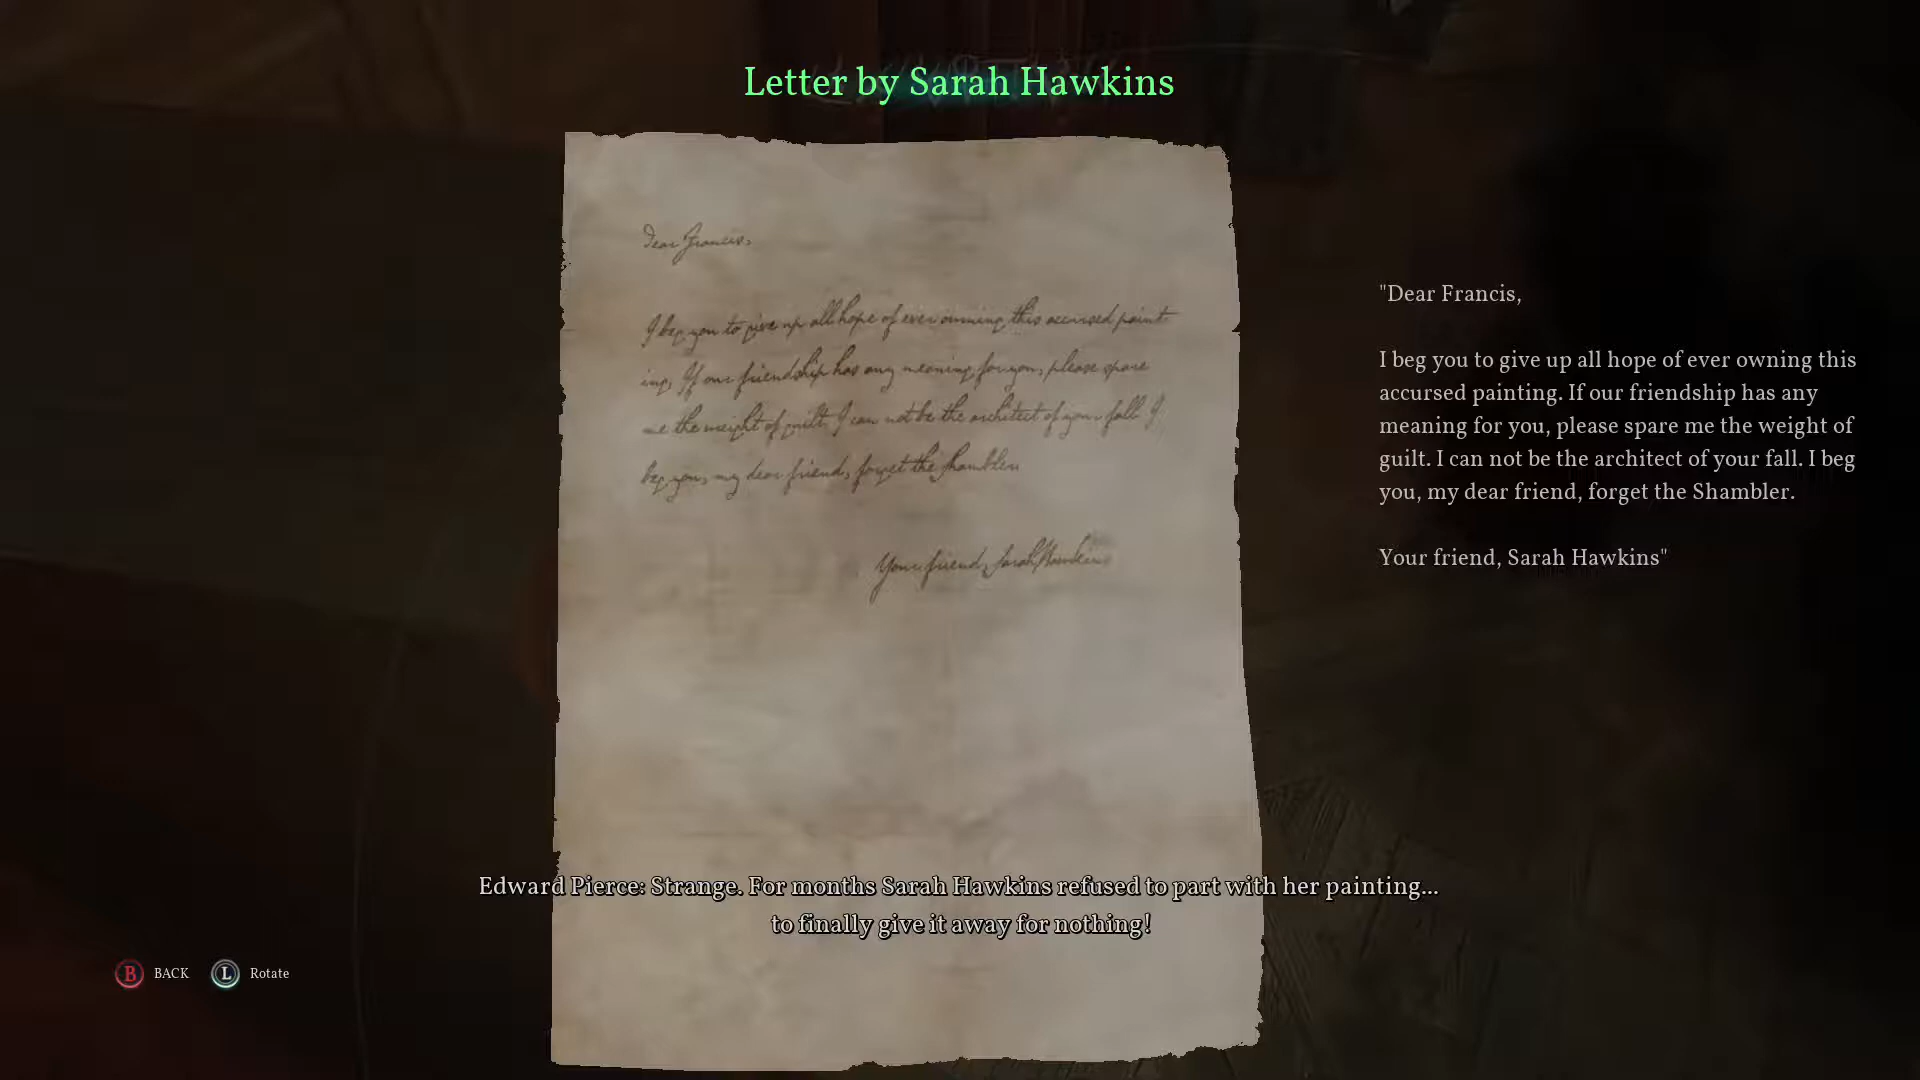 Letter by Sarah Hawkins
Dear Francis,
I beg you to give up all hope of ever owning this accursed paint-
ing. If our friendship has any meaning for you, please spare
me the weight of guilt. I can not be the architect of your fall. I
beg you, my dear friend, forget the Shambler.
Your friend, Sarah Hawkins
"Dear Francis,
I beg you to give up all hope of ever owning this
accursed painting. If our friendship has any
meaning for you, please spare me the weight of
guilt. I can not be the architect of your fall. I beg
you, my dear friend, forget the Shambler.
Your friend, Sarah Hawkins"
Edward Pierce: Strange. For months Sarah Hawkins refused to part with her painting...
to finally give it away for nothing!
B BACK L Rotate